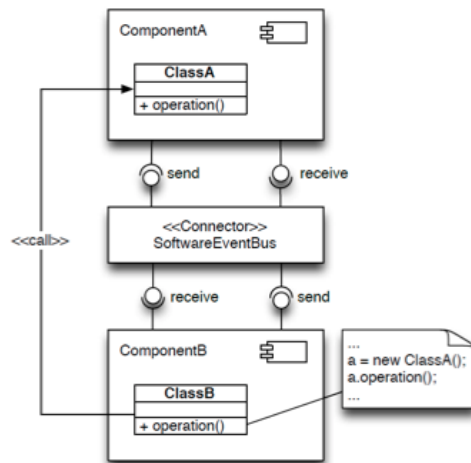 ComponentA
ClassA
+ operation()
send
receive
<<Connector>>
SoftwareEventBus
<<call>>
receive
send
ComponentB
ClassB
+ operation()
...
a = new ClassA();
a.operation();
...